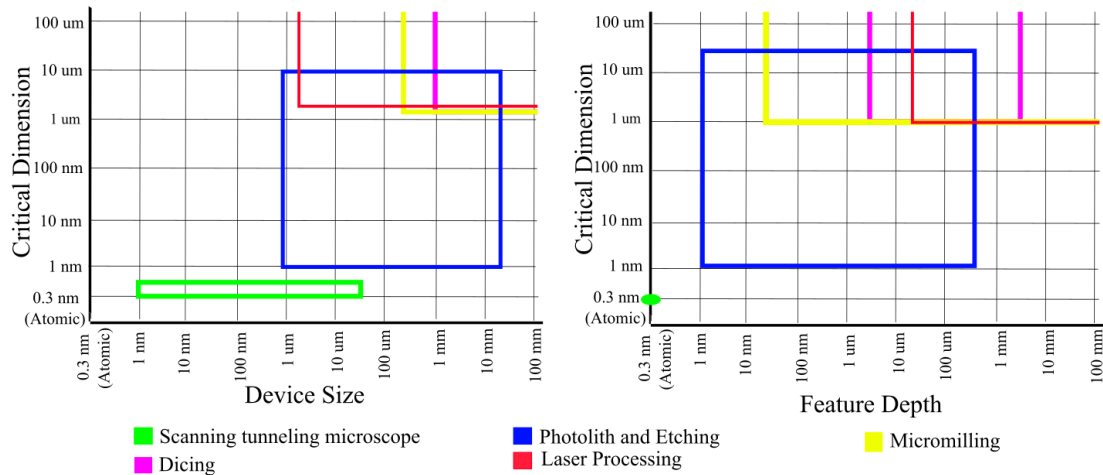 100 um
10 um
1 um
100 nm
10 nm
1 nm
0.3 nm
(Atomic)
Critical Dimension
0.3 nm
(Atomic)
1 nm
10 nm
100 nm
1 um
10 um
100 um
1 mm
10 mm
100 mm
Device Size
100 um
10 um
1 um
100 nm
10 nm
1 nm
0.3 nm
(Atomic)
Critical Dimension
0.3 nm
(Atomic)
1 nm
10 nm
100 nm
1 um
10 um
100 um
1 mm
10 mm
100 mm
Feature Depth
Scanning tunneling microscope
Photolith and Etching
Micromilling
Dicing
Laser Processing